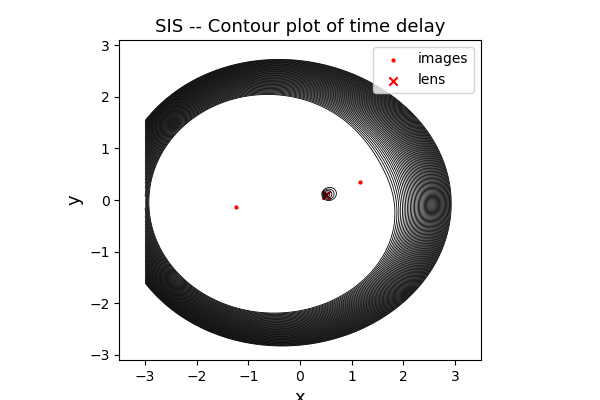 SIS -- Contour plot of time delay
images
lens
3
2
1
0
−1
−2
−3
y
−3 −2 −1 0 1 2 3
x